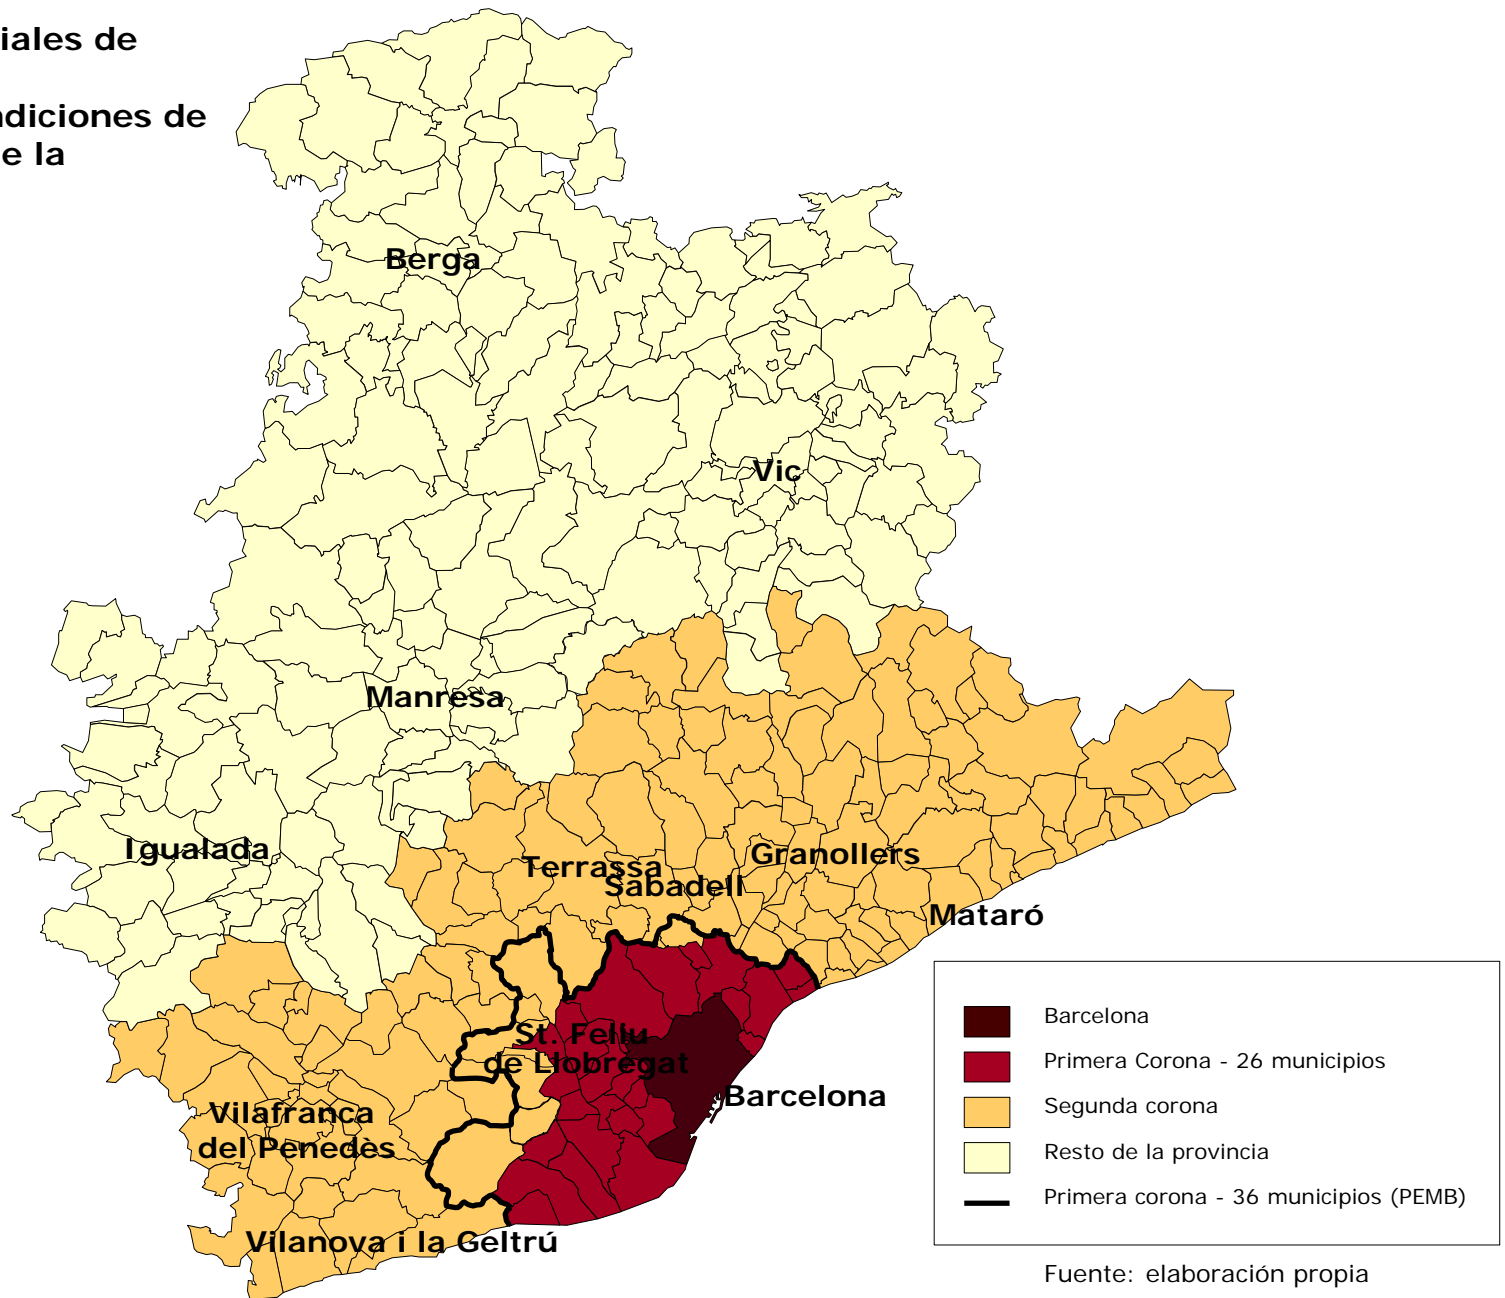 iales de
ndiciones de
e la
Berga
Vic
Manresa
Igualada
Terrassa
Sabadell
Granollers
Mataró
St. Feliu
de Llobregat
Barcelona
Vilafranca
del Penedès
Vilanova i la Geltrú
Barcelona
Primera Corona - 26 municipios
Segunda corona
Resto de la provincia
Primera corona - 36 municipios (PEMB)
Fuente: elaboración propia